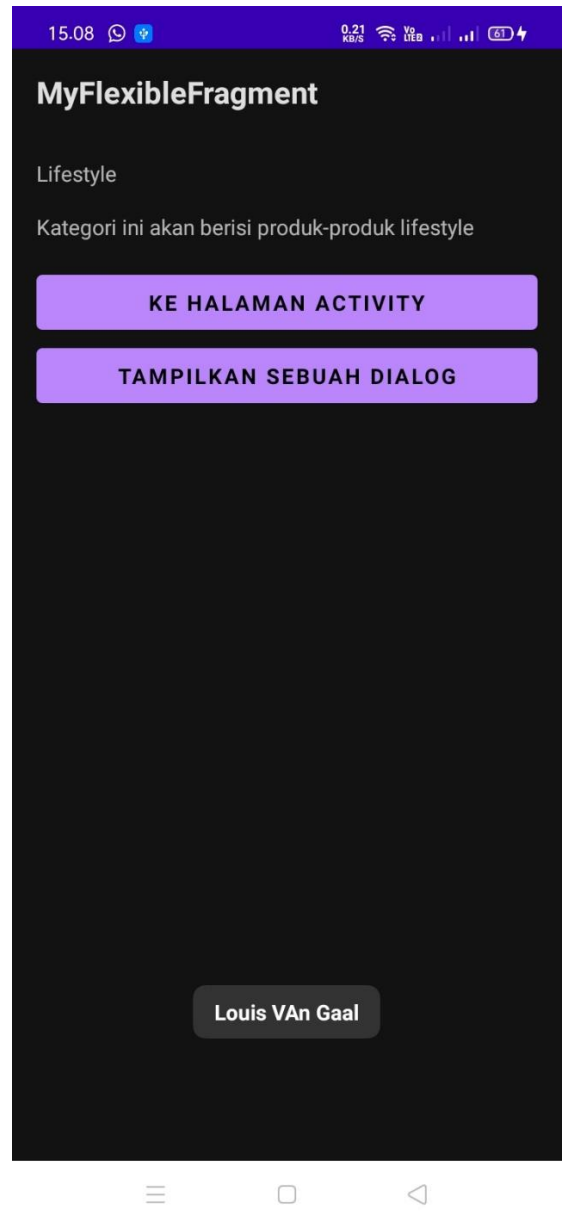 15.08
0.21 KB/S Vo LTE 61
MyFlexibleFragment
Lifestyle
Kategori ini akan berisi produk-produk lifestyle
KE HALAMAN ACTIVITY
TAMPILKAN SEBUAH DIALOG
Louis VAn Gaal